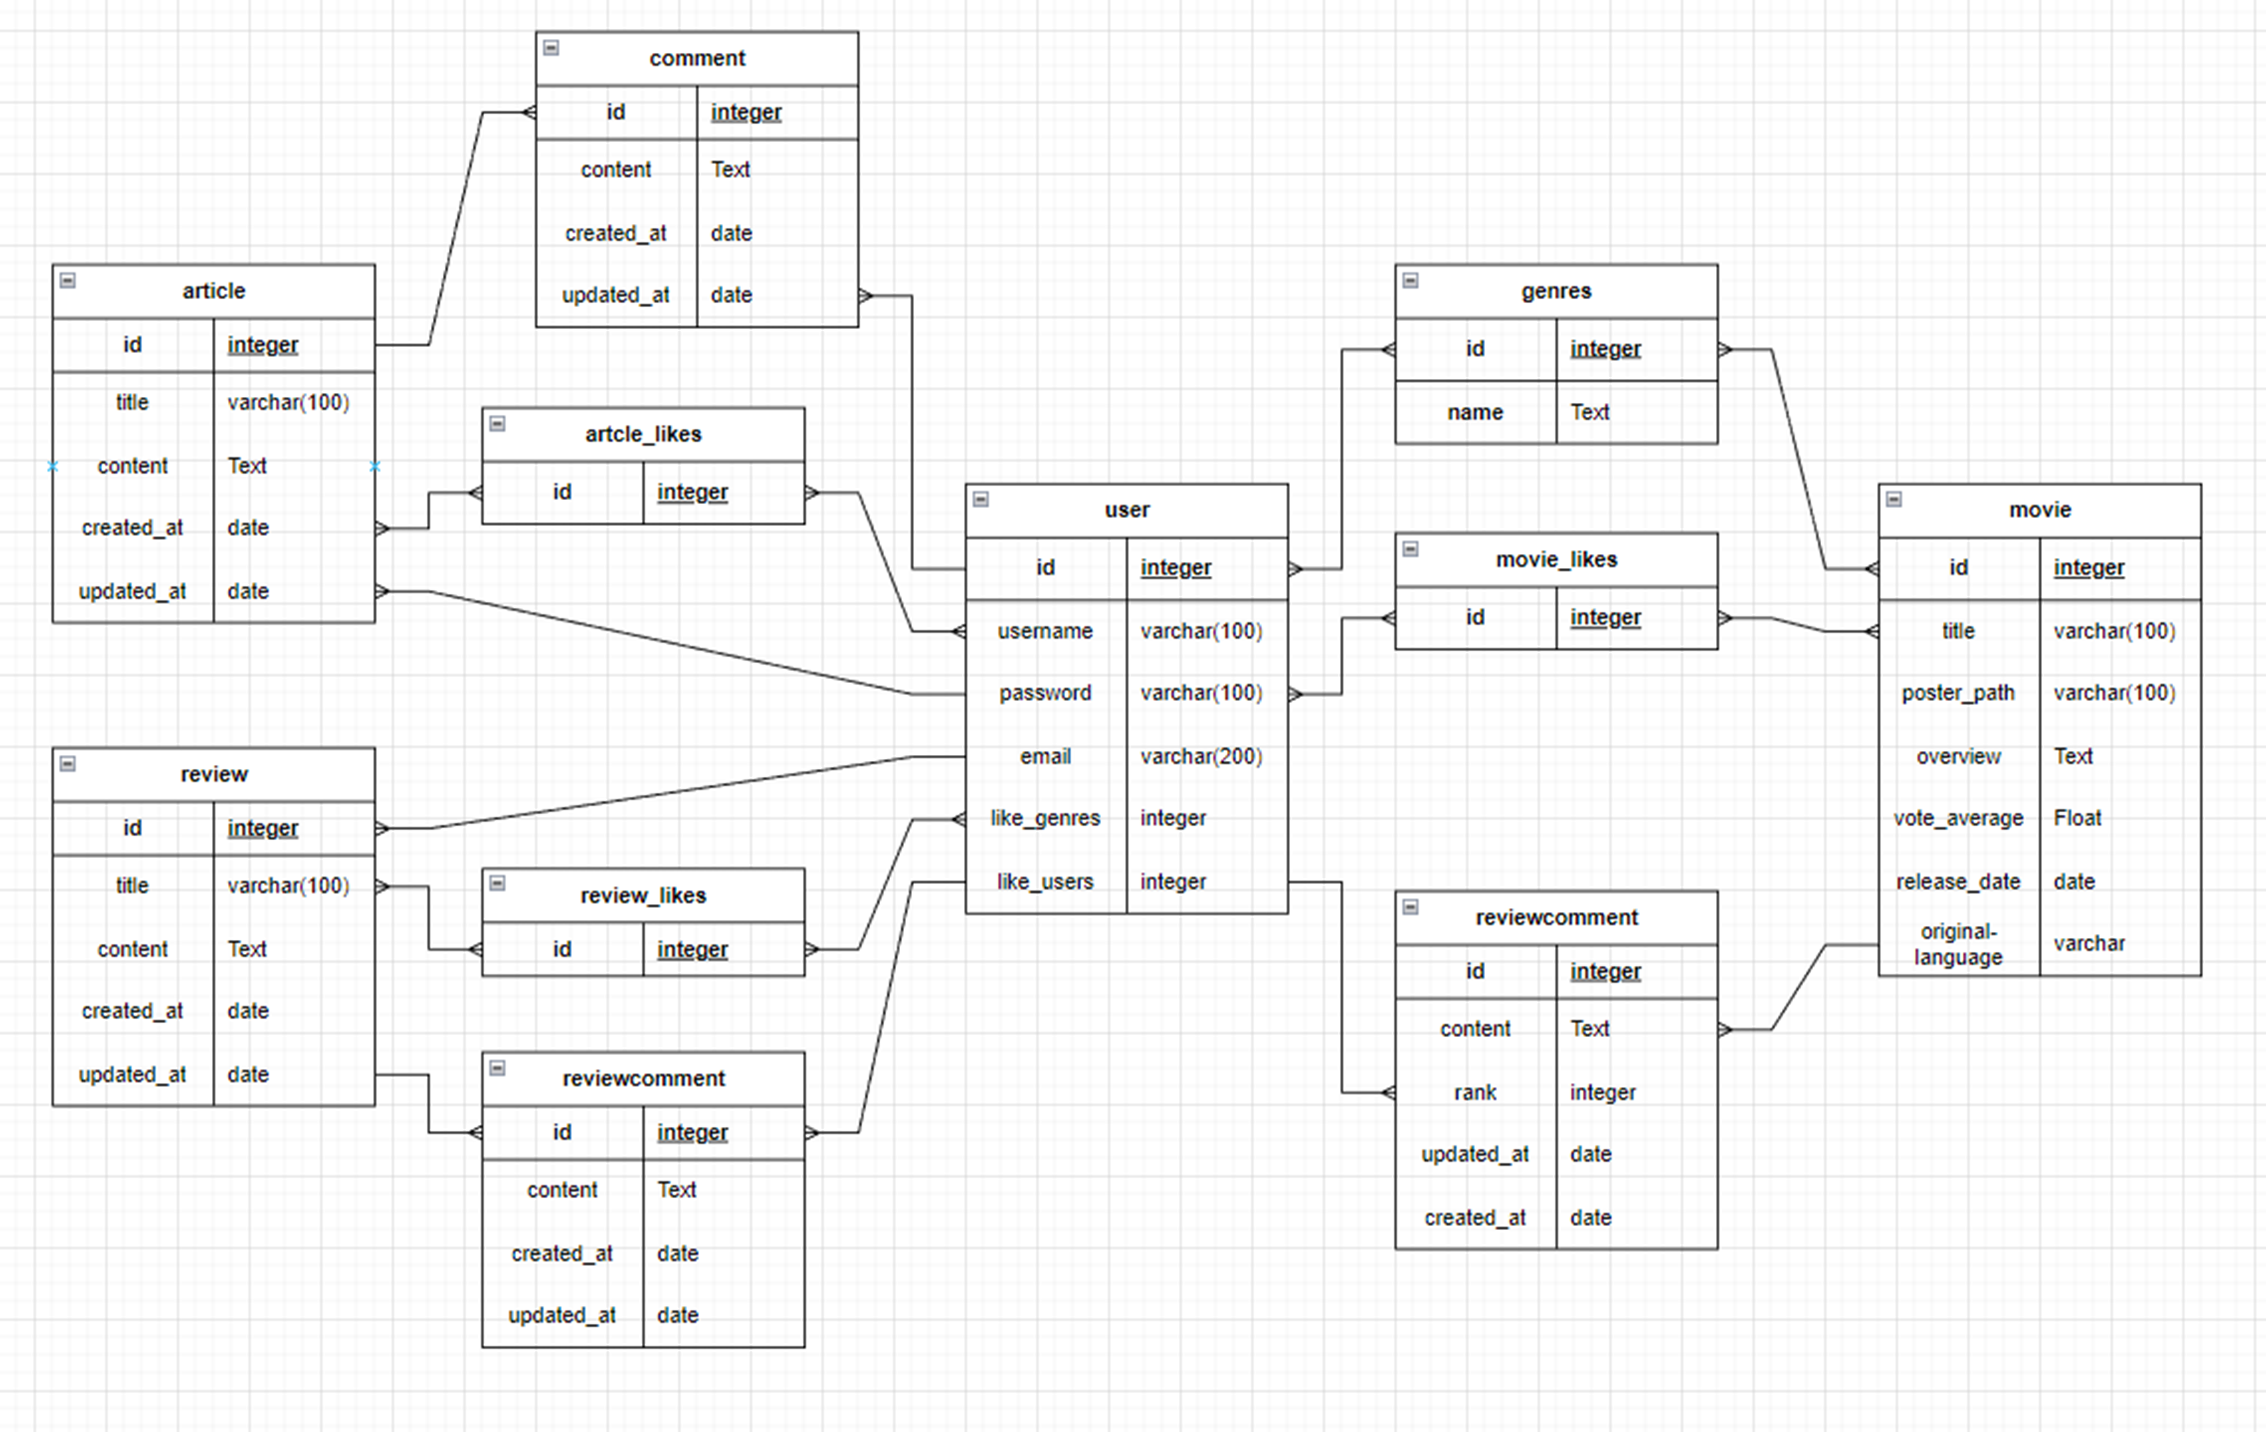 comment
id integer
content Text
created_at date
updated_at date
article
id integer
title varchar(100)
content Text
created_at date
updated_at date
artcle_likes
id integer
user
id integer
username varchar(100)
password varchar(100)
email varchar(200)
like_genres integer
like_users integer
genres
id integer
name Text
movie_likes
id integer
movie
id integer
title varchar(100)
poster_path varchar(100)
overview Text
vote_average Float
release_date date
original-
language varchar
review
id integer
title varchar(100)
content Text
created_at date
updated_at date
review_likes
id integer
reviewcomment
id integer
content Text
created_at date
updated_at date
reviewcomment
id integer
content Text
rank integer
updated_at date
created_at date